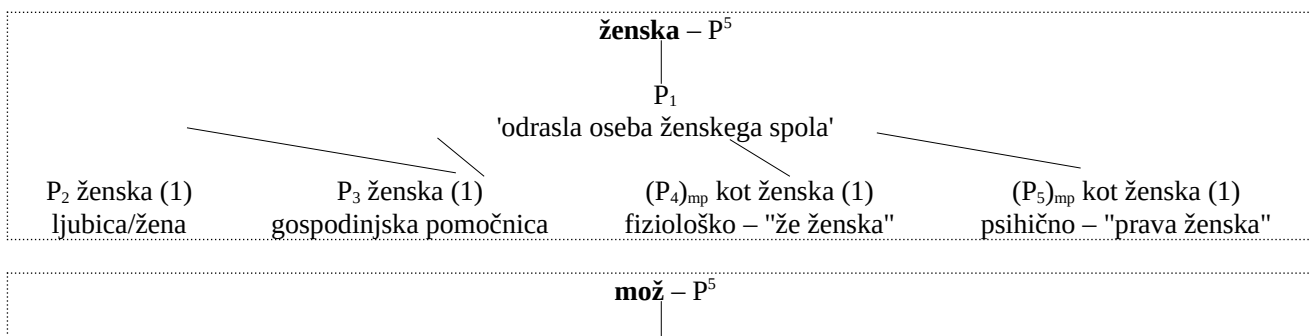 ženska – P⁵
P₁
'odrasla oseba ženskega spola'
P₂ ženska (1) P₃ ženska (1) (P₄)ₘₚ kot ženska (1) (P₅)ₘₚ kot ženska (1)
ljubica/žena gospodinjska pomočnica fiziološko – "že ženska" psihično – "prava ženska"
mož – P⁵